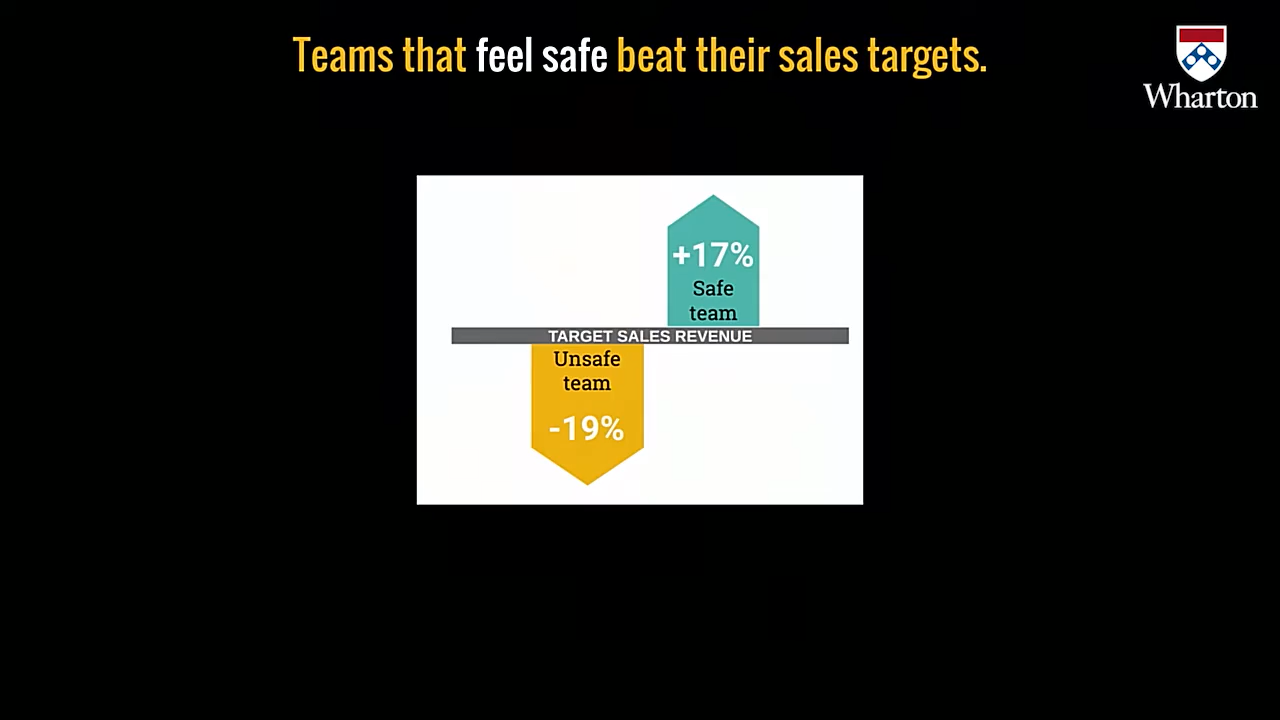 Teams that feel safe beat their sales targets.
Wharton
+17%
Safe
team
TARGET SALES REVENUE
Unsafe
team
-19%